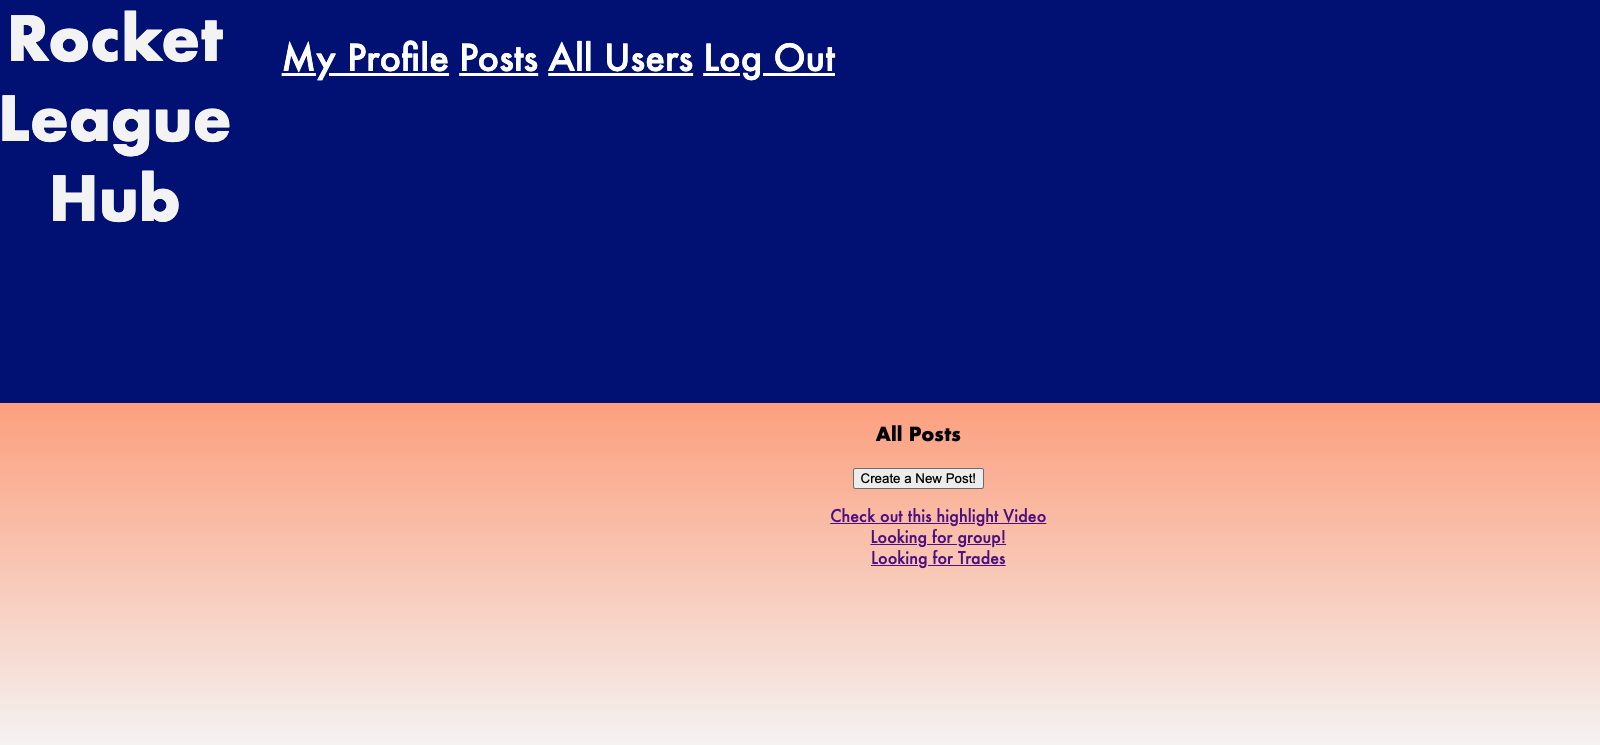 Rocket
League
Hub
My Profile Posts All Users Log Out
All Posts
Create a New Post!
Check out this highlight Video
Looking for group!
Looking for Trades